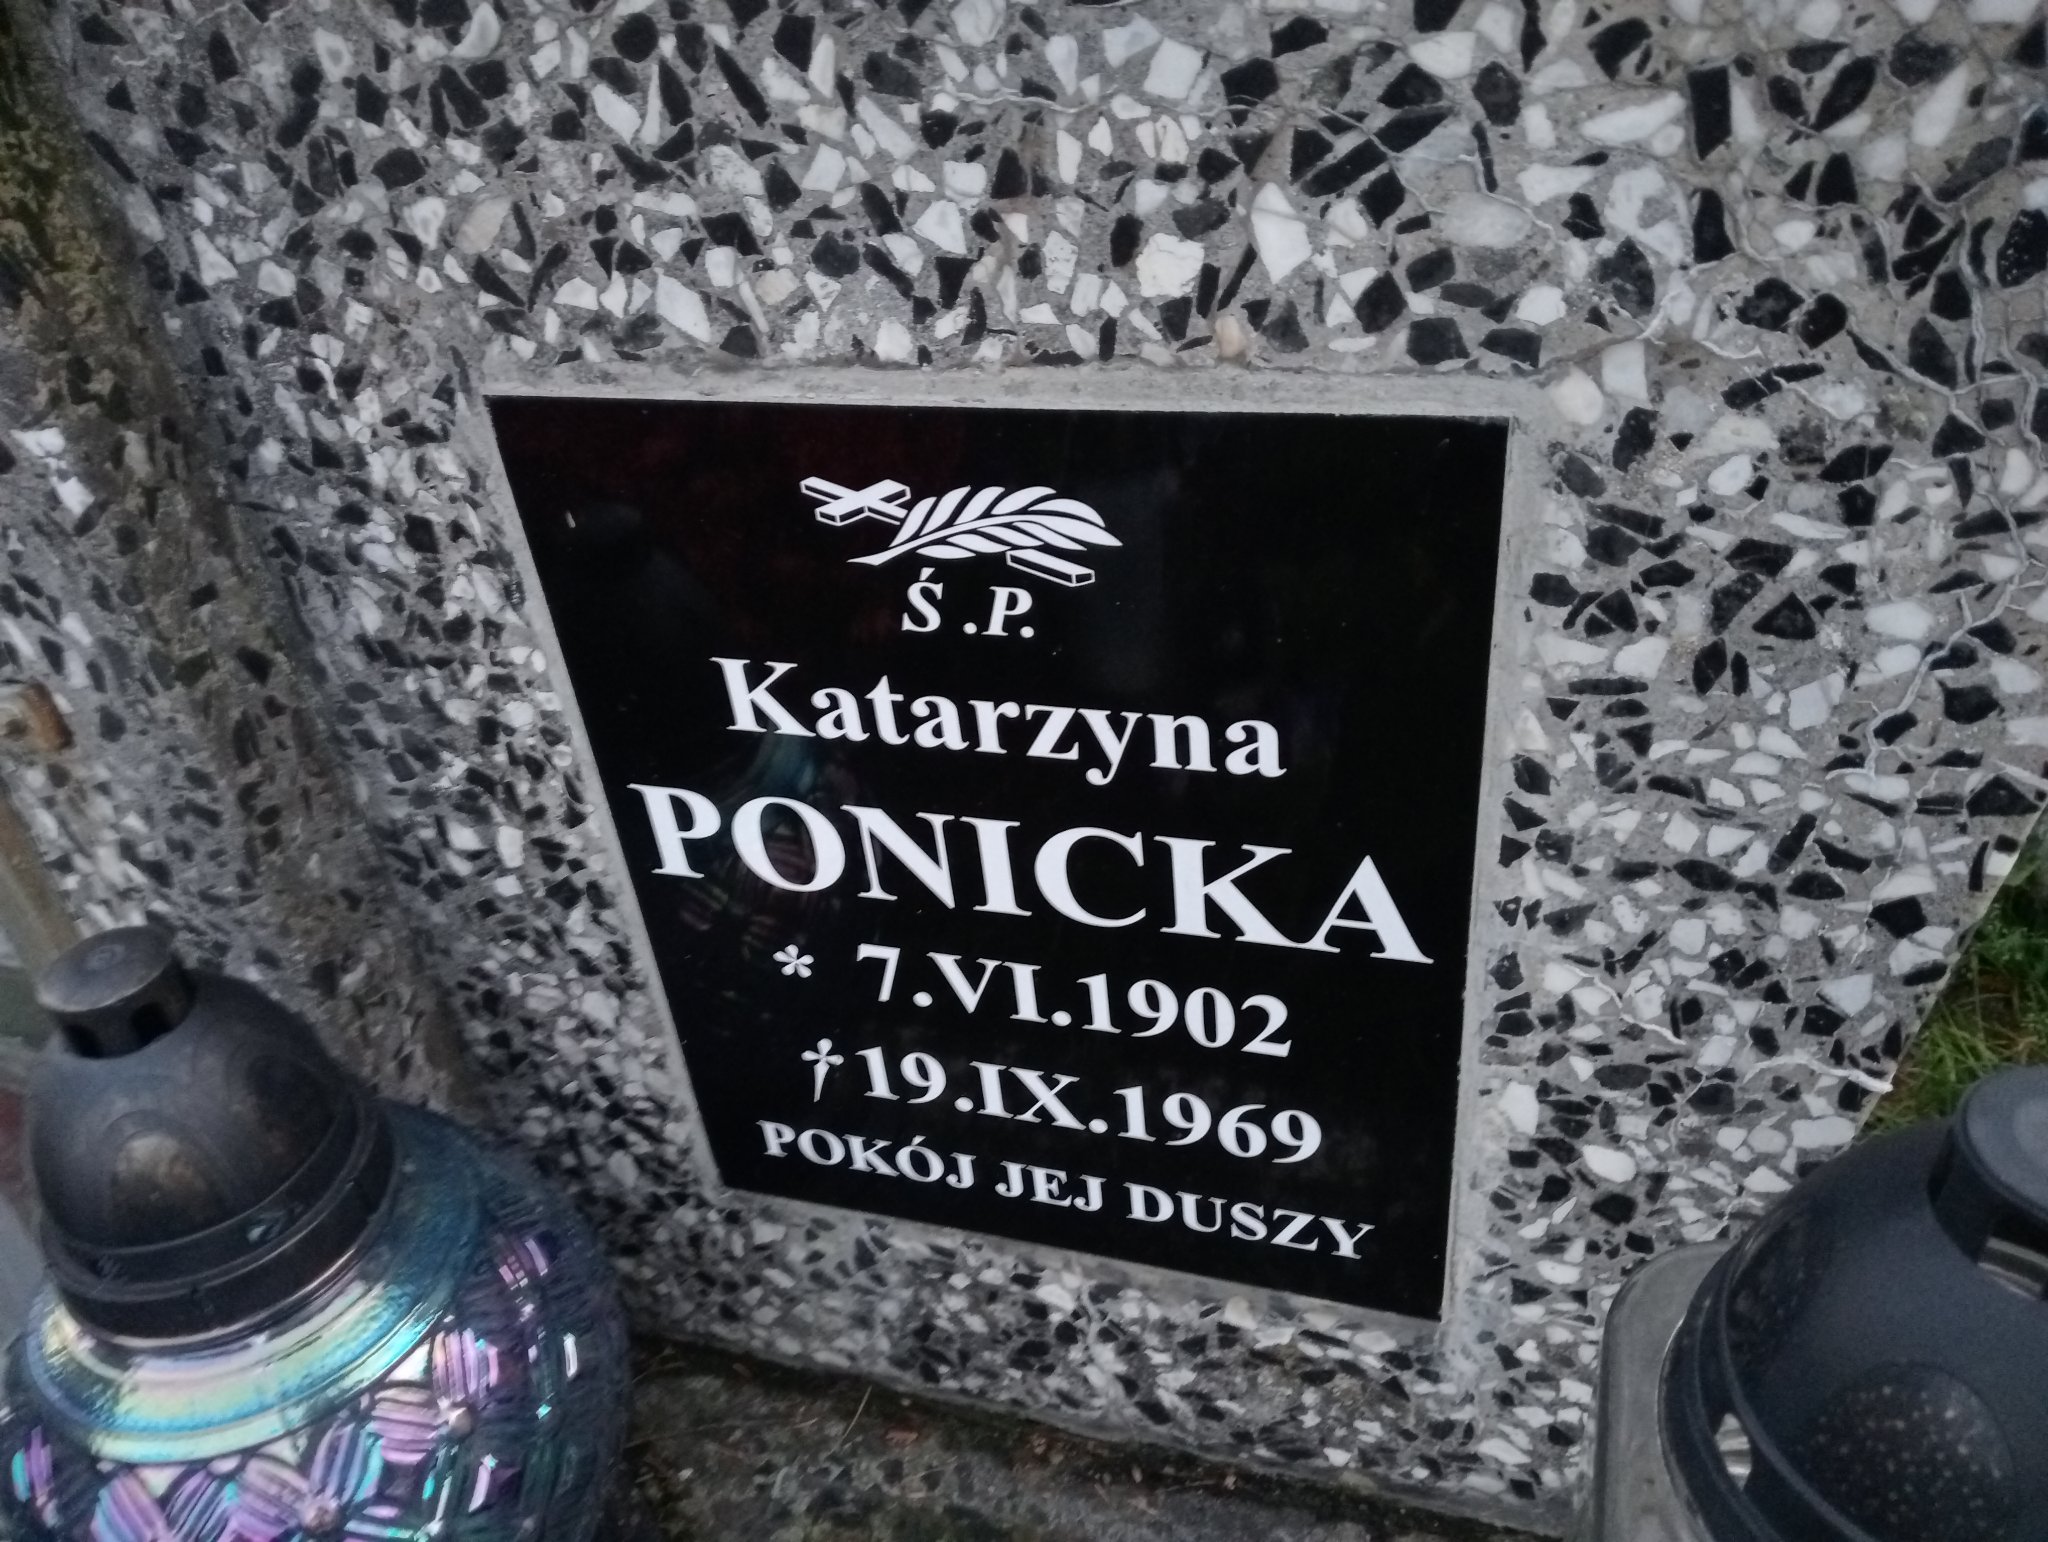 Ś.P.
Katarzyna
PONICKA
* 7.VI.1902
†19.IX.1969
POKÓJ JEJ DUSZY